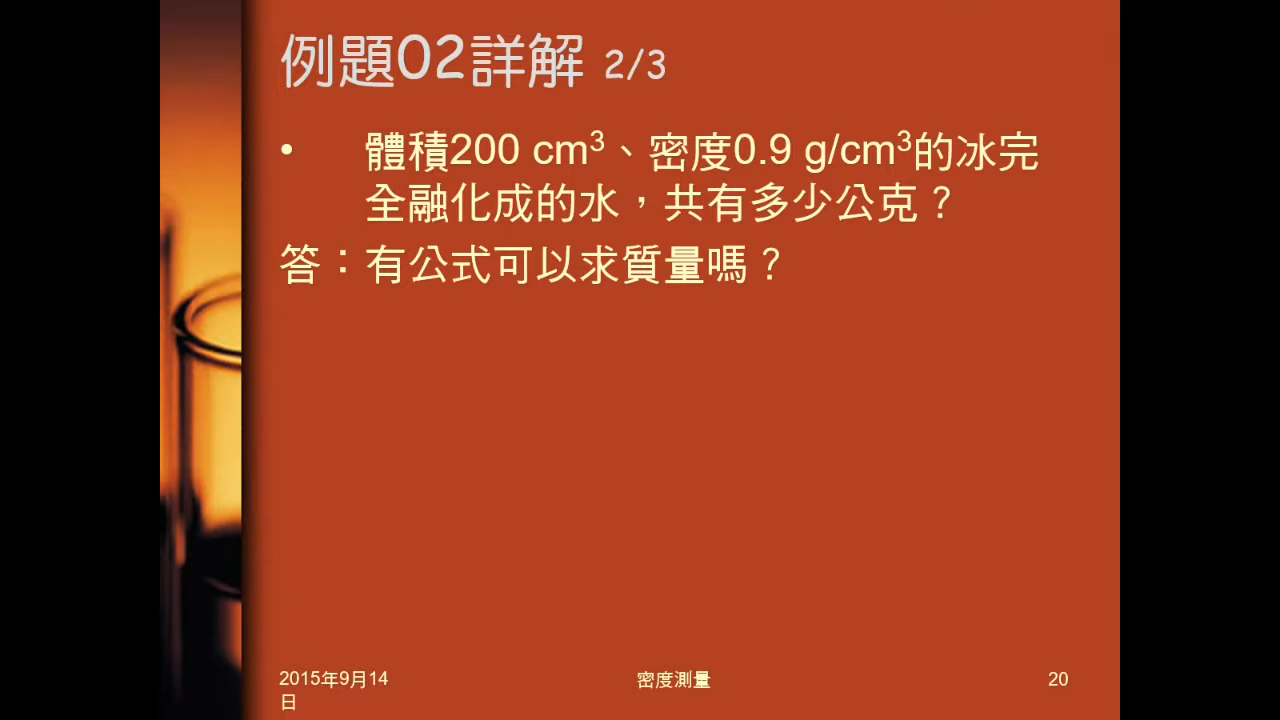 例題02詳解 2/3
• 體積200 cm³、密度0.9 g/cm³的冰完
全融化成的水，共有多少公克？
答：有公式可以求質量嗎？
2015年9月14
日
密度測量
20